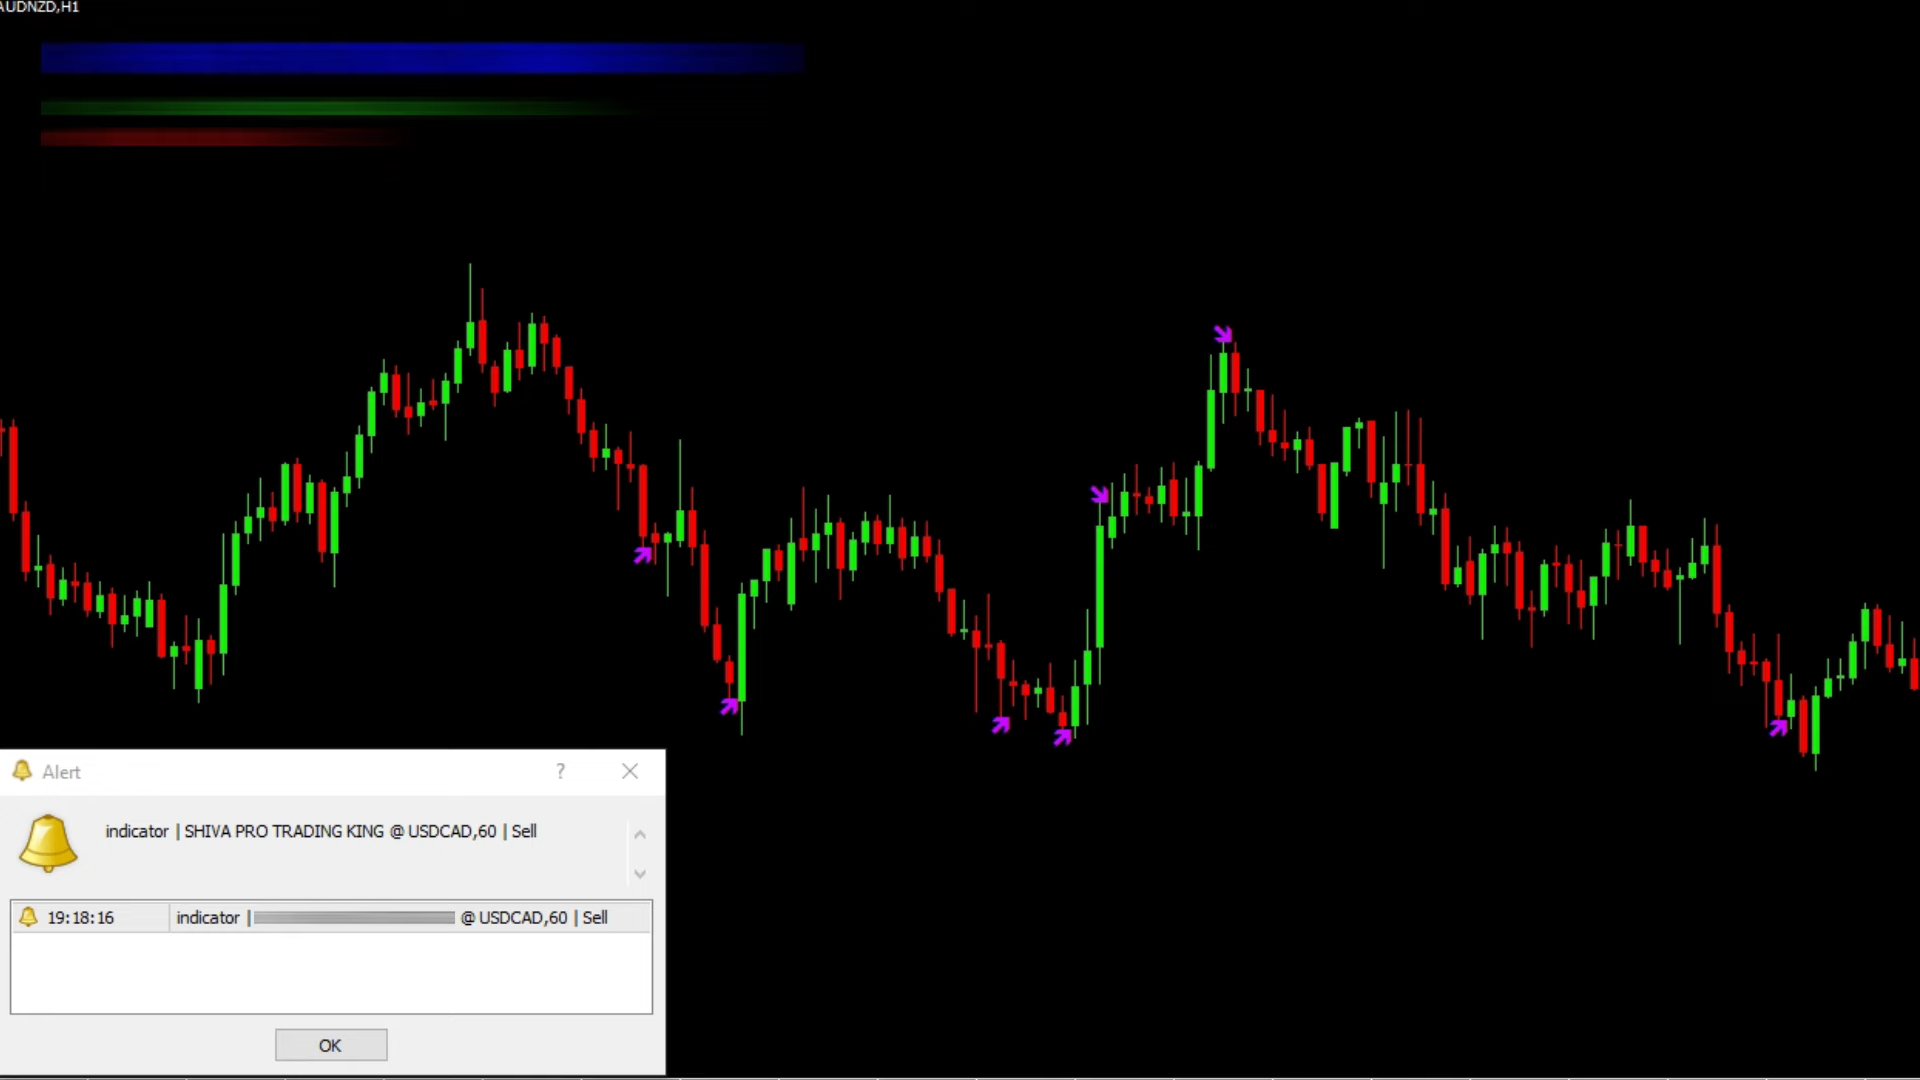 AUDNZD,H1
Alert
?
indicator | SHIVA PRO TRADING KING @ USDCAD,60 | Sell
19:18:16 indicator | @ USDCAD,60 | Sell
OK